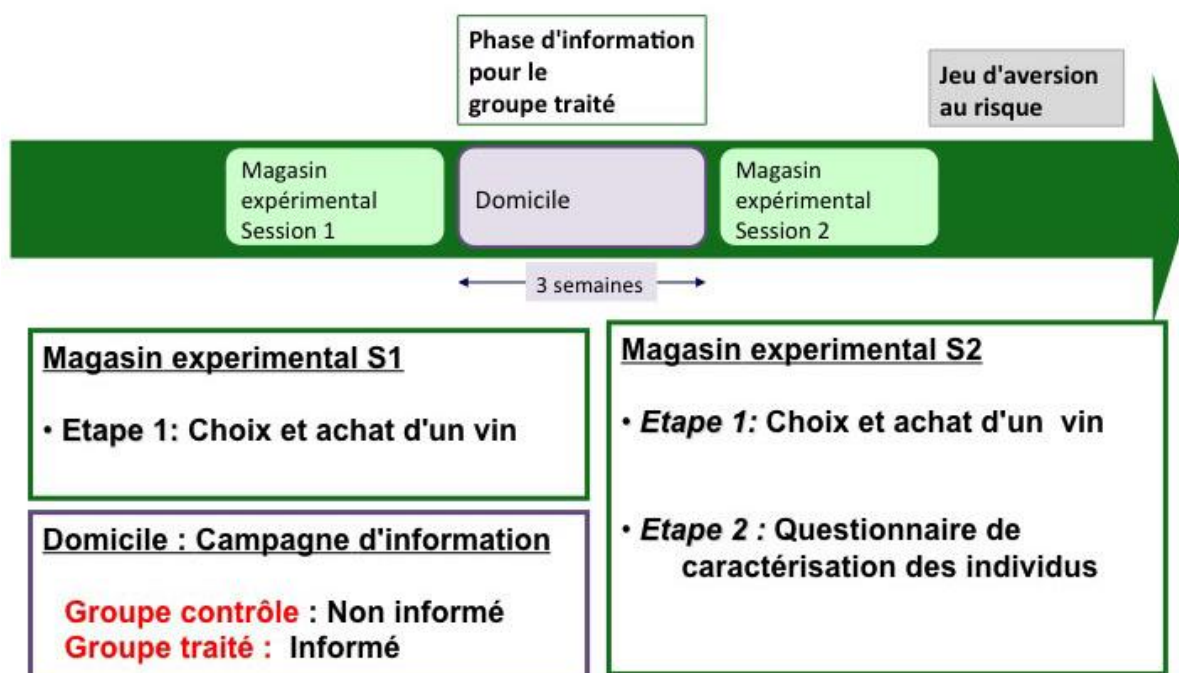 Phase d'information
pour le
groupe traité
Jeu d'aversion
au risque
Magasin
expérimental
Session 1
Domicile
Magasin
expérimental
Session 2
3 semaines
Magasin experimental S1
• Etape 1: Choix et achat d'un vin
Domicile : Campagne d'information
Groupe contrôle : Non informé
Groupe traité : Informé
Magasin experimental S2
• Etape 1: Choix et achat d'un vin
• Etape 2 : Questionnaire de
caractérisation des individus